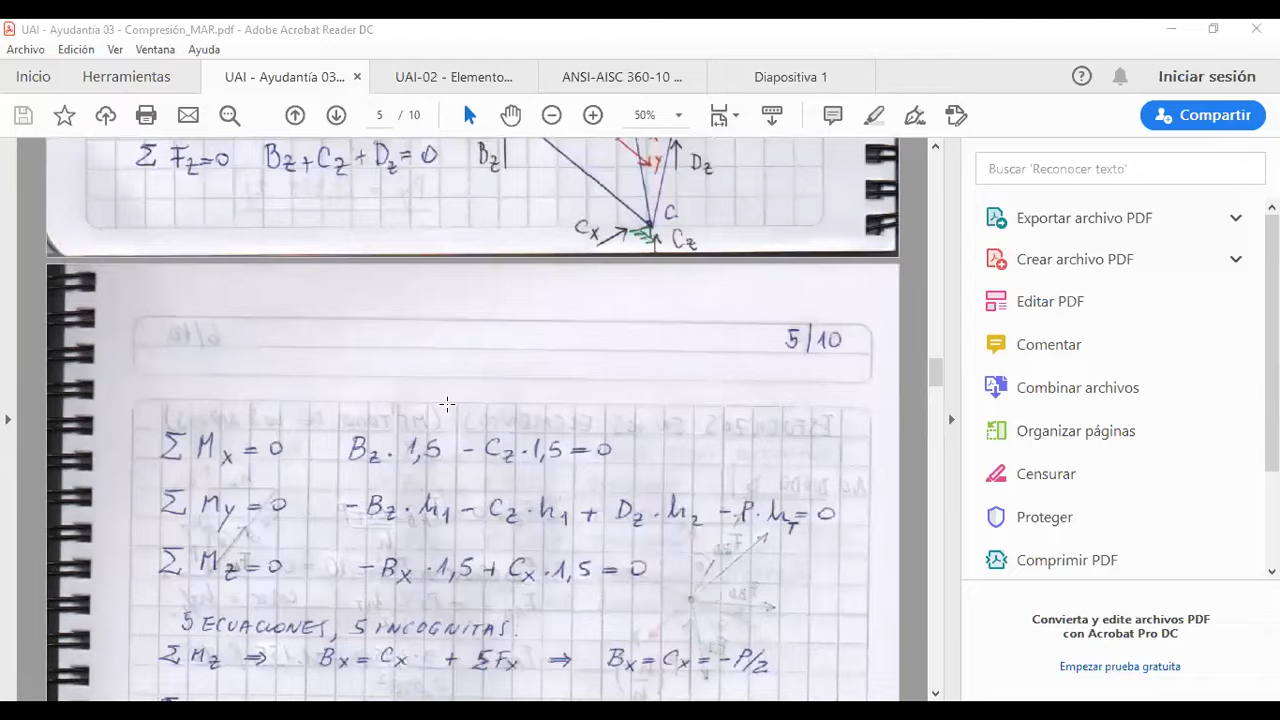 UAI - Ayudantía 03 - Compresión_MAR.pdf - Adobe Acrobat Reader DC
Archivo Edición Ver Ventana Ayuda
Inicio Herramientas UAI - Ayudantía 03... × UAI-02 - Elemento... ANSI-AISC 360-10 ... Diapositiva 1 Iniciar sesión
5 / 10 50% Compartir
Σ Fz=0 Bz+Cz+Dz=0 Bz y Dz
C
Cx Cz
5/10
Σ Mx=0 Bz·1,5 - Cz·1,5=0
Σ My=0 -Bz·h1 - Cz·h1 + Dz·h2 - P·hT=0
Σ Mz=0 -Bx·1,5 + Cx·1,5 = 0
5 ECUACIONES, 5 INCOGNITAS
Σ Mz ⇒ Bx=Cx + ΣFx ⇒ Bx=Cx=-P/2
Buscar 'Reconocer texto'
Exportar archivo PDF
Crear archivo PDF
Editar PDF
Comentar
Combinar archivos
Organizar páginas
Censurar
Proteger
Comprimir PDF
Convierta y edite archivos PDF
con Acrobat Pro DC
Empezar prueba gratuita